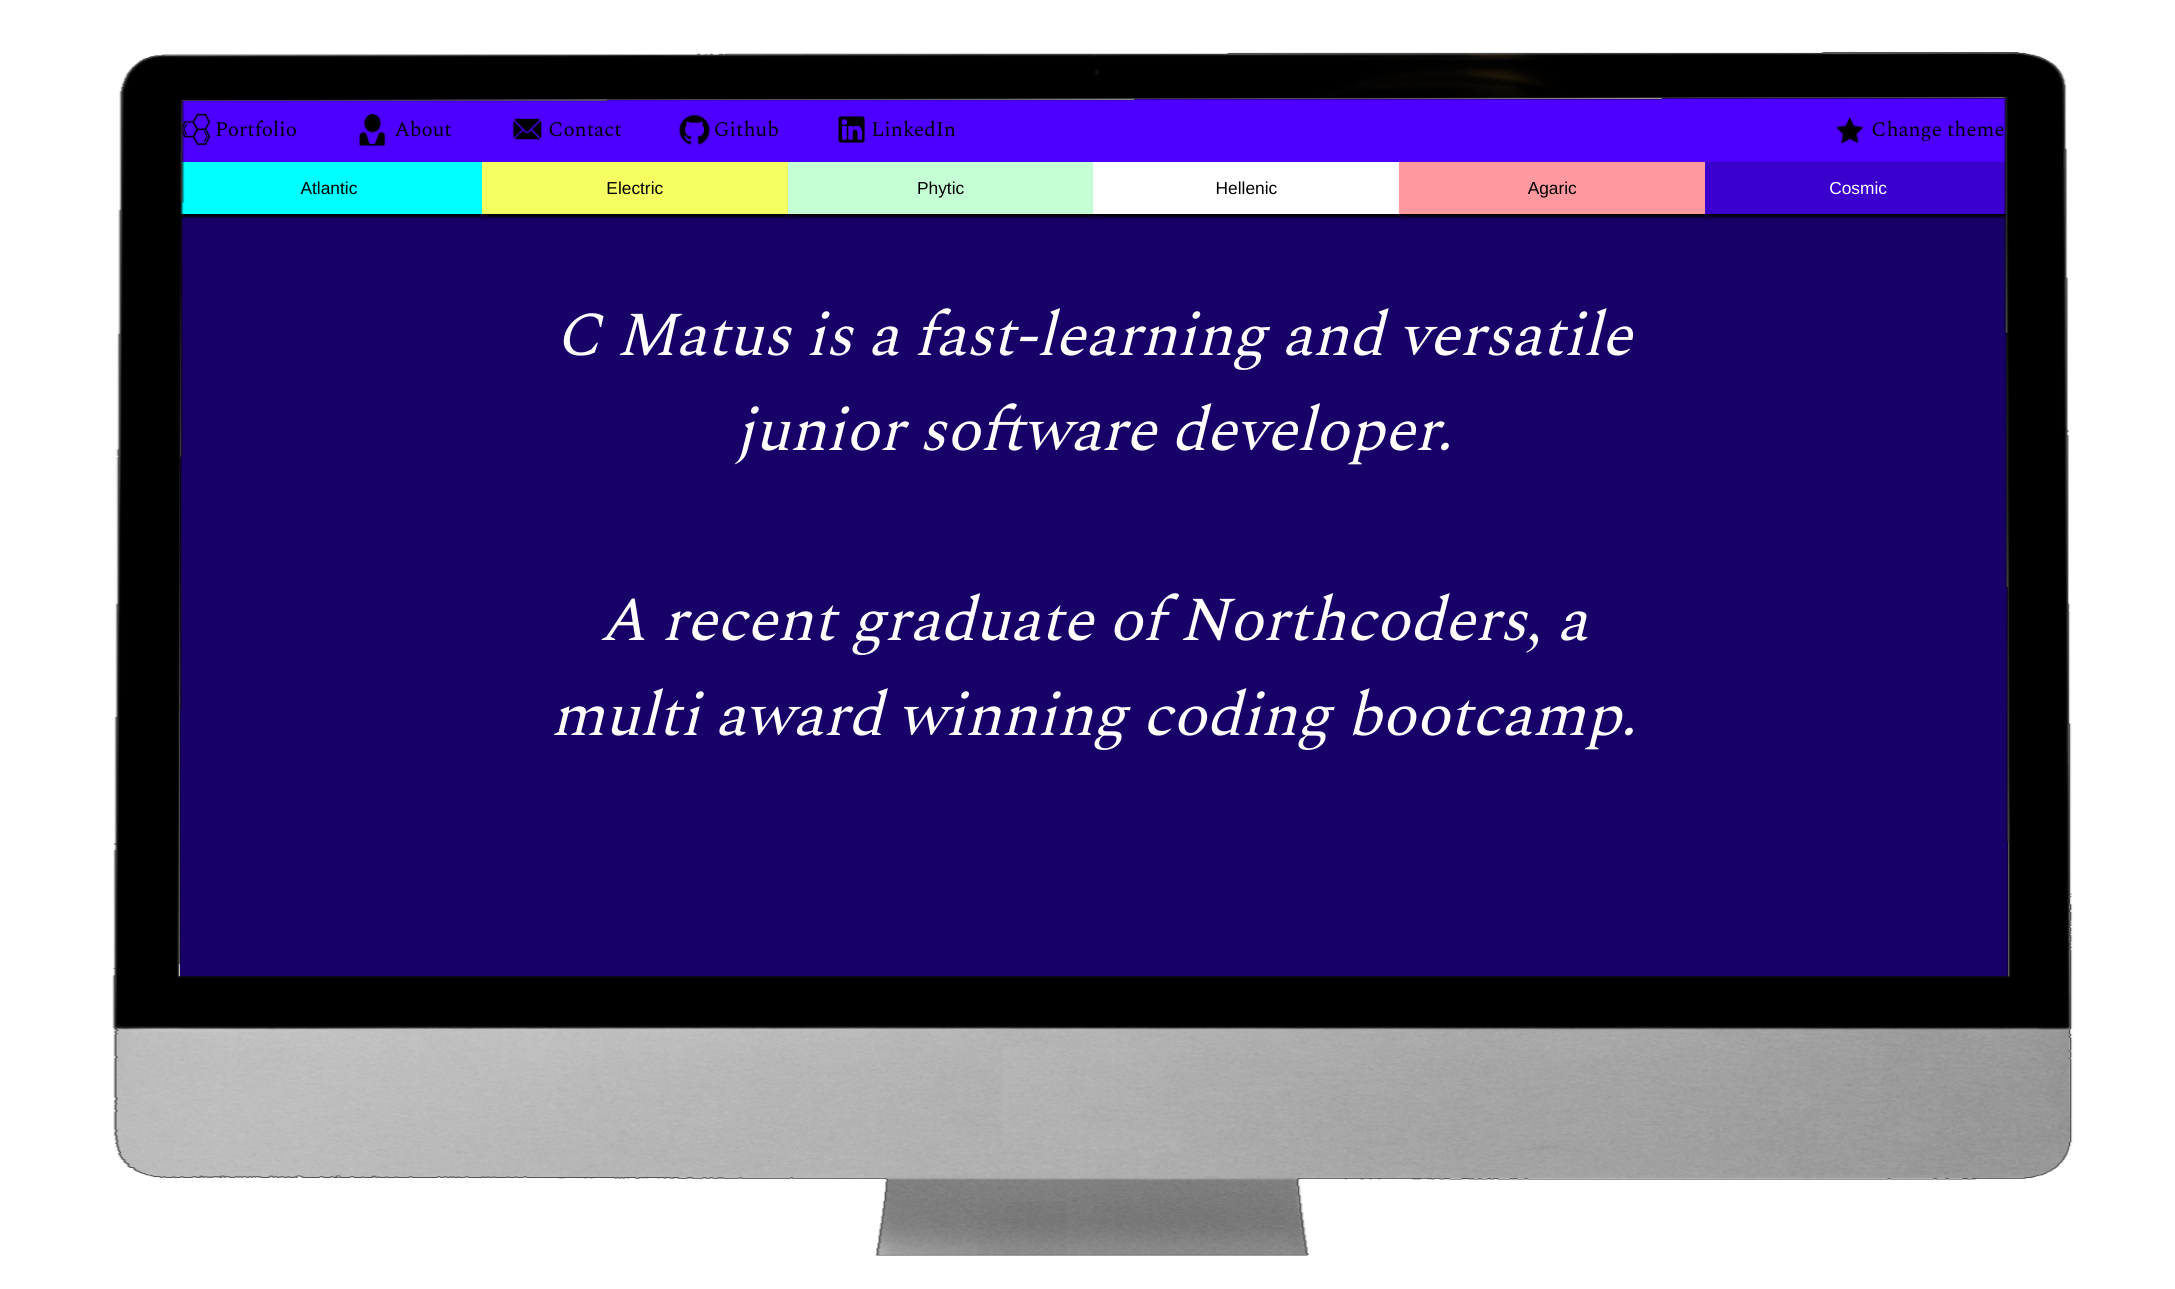 Portfolio About Contact Github LinkedIn Change theme
Atlantic Electric Phytic Hellenic Agaric Cosmic
C Matus is a fast-learning and versatile
junior software developer.
A recent graduate of Northcoders, a
multi award winning coding bootcamp.